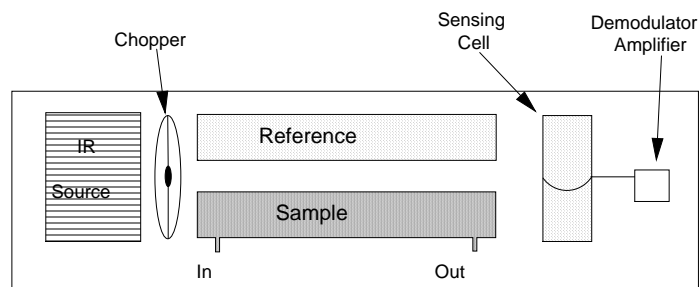 Chopper
Sensing
Cell
Demodulator
Amplifier
IR
Source
Reference
Sample
In
Out